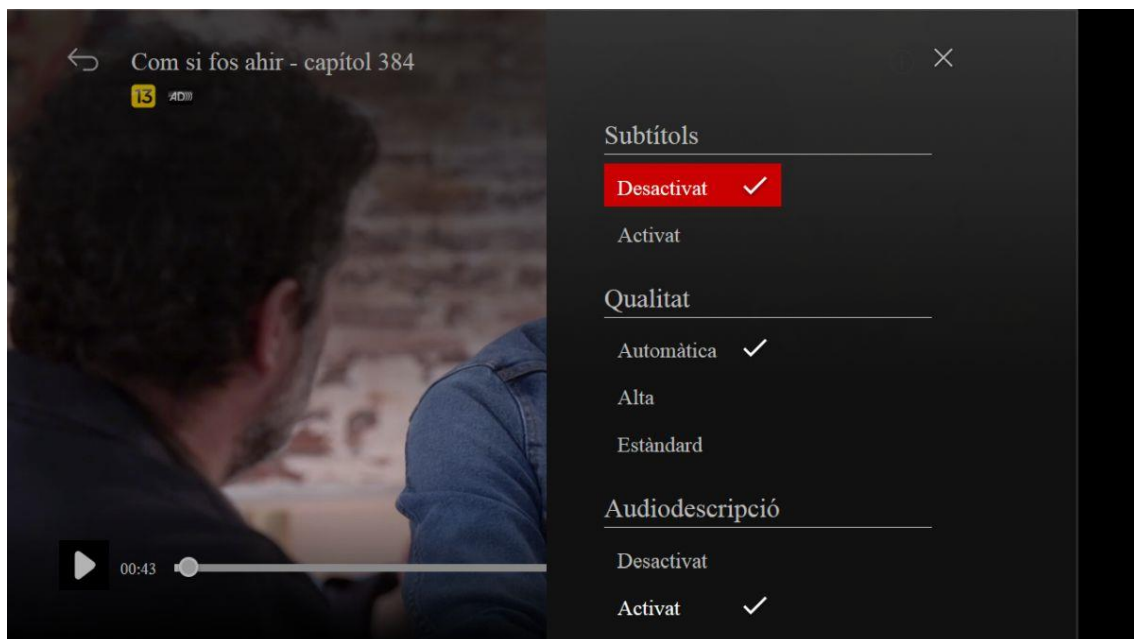 Com si fos ahir - capítol 384
13 AD
Subtítols
Desactivat
Activat
Qualitat
Automàtica
Alta
Estàndard
Audiodescripció
Desactivat
Activat
00:43